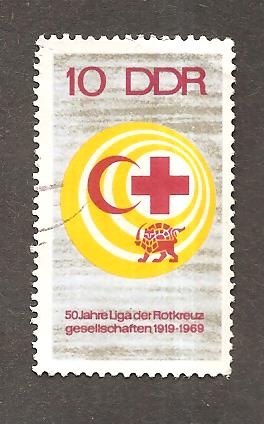 10 DDR
50 Jahre Liga der Rotkreuz
gesellschaften 1919-1969